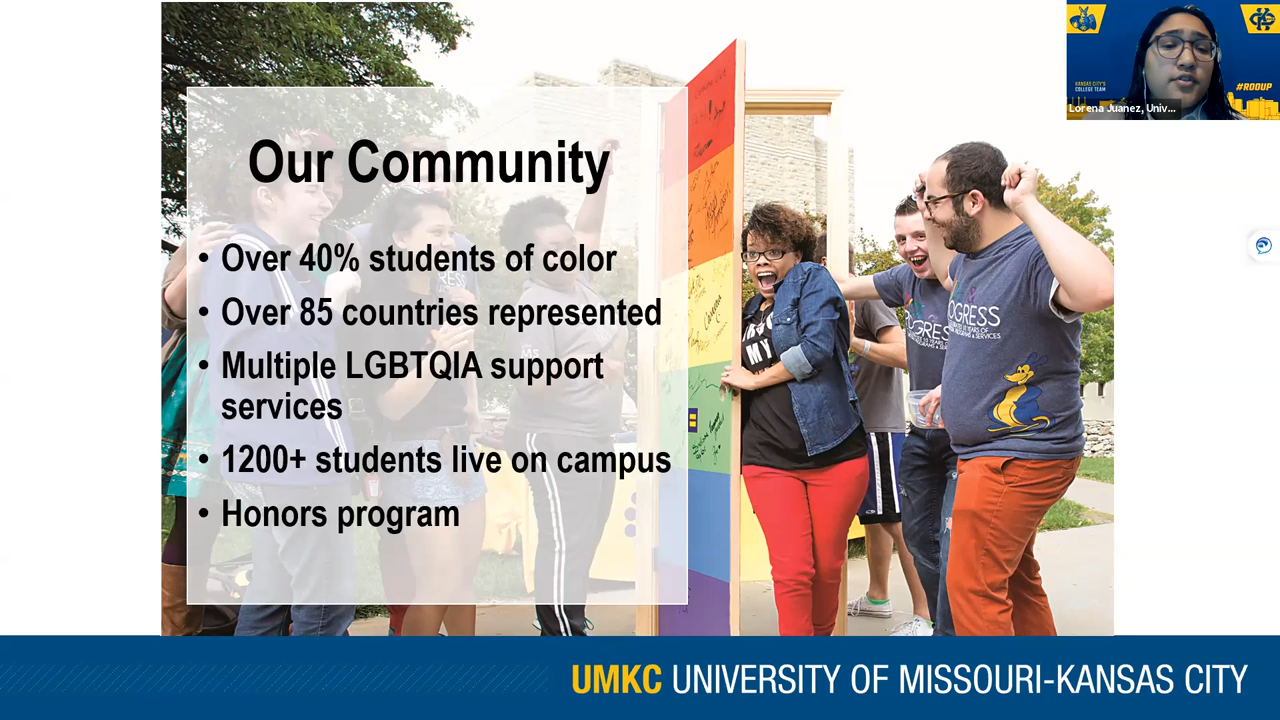 Our Community
• Over 40% students of color
• Over 85 countries represented
• Multiple LGBTQIA support
services
• 1200+ students live on campus
• Honors program
KANSAS CITY'S
COLLEGE TEAM
#ROOUP
Lorena Juanez, Univ...
OGRESS
UMKC UNIVERSITY OF MISSOURI-KANSAS CITY